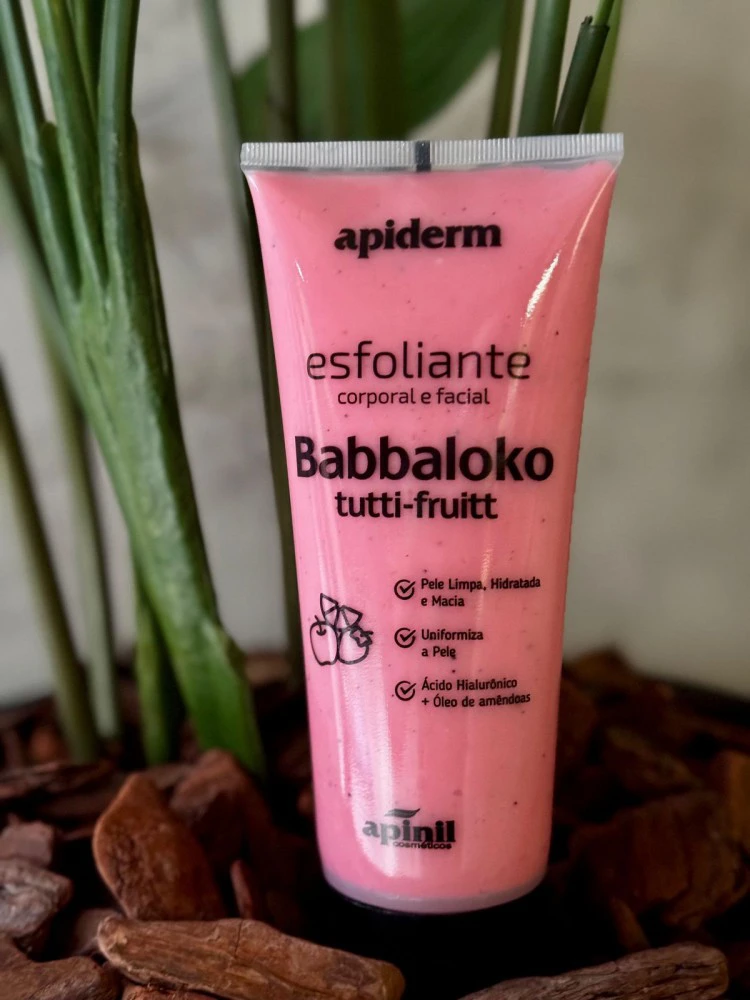 apiderm
esfoliante
corporal e facial
Babbaloko
tutti-fruitt
Pele Limpa, Hidratada
e Macia
Uniformiza
a Pele
Ácido Hialurônico
+ Óleo de amêndoas
apinil
cosméticos